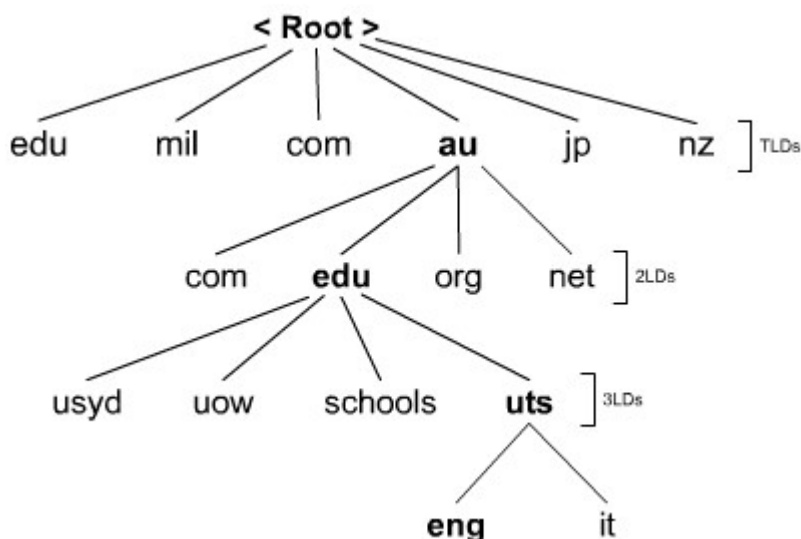 < Root >
edu mil com au jp nz TLDs
com edu org net 2LDs
usyd uow schools uts 3LDs
eng it